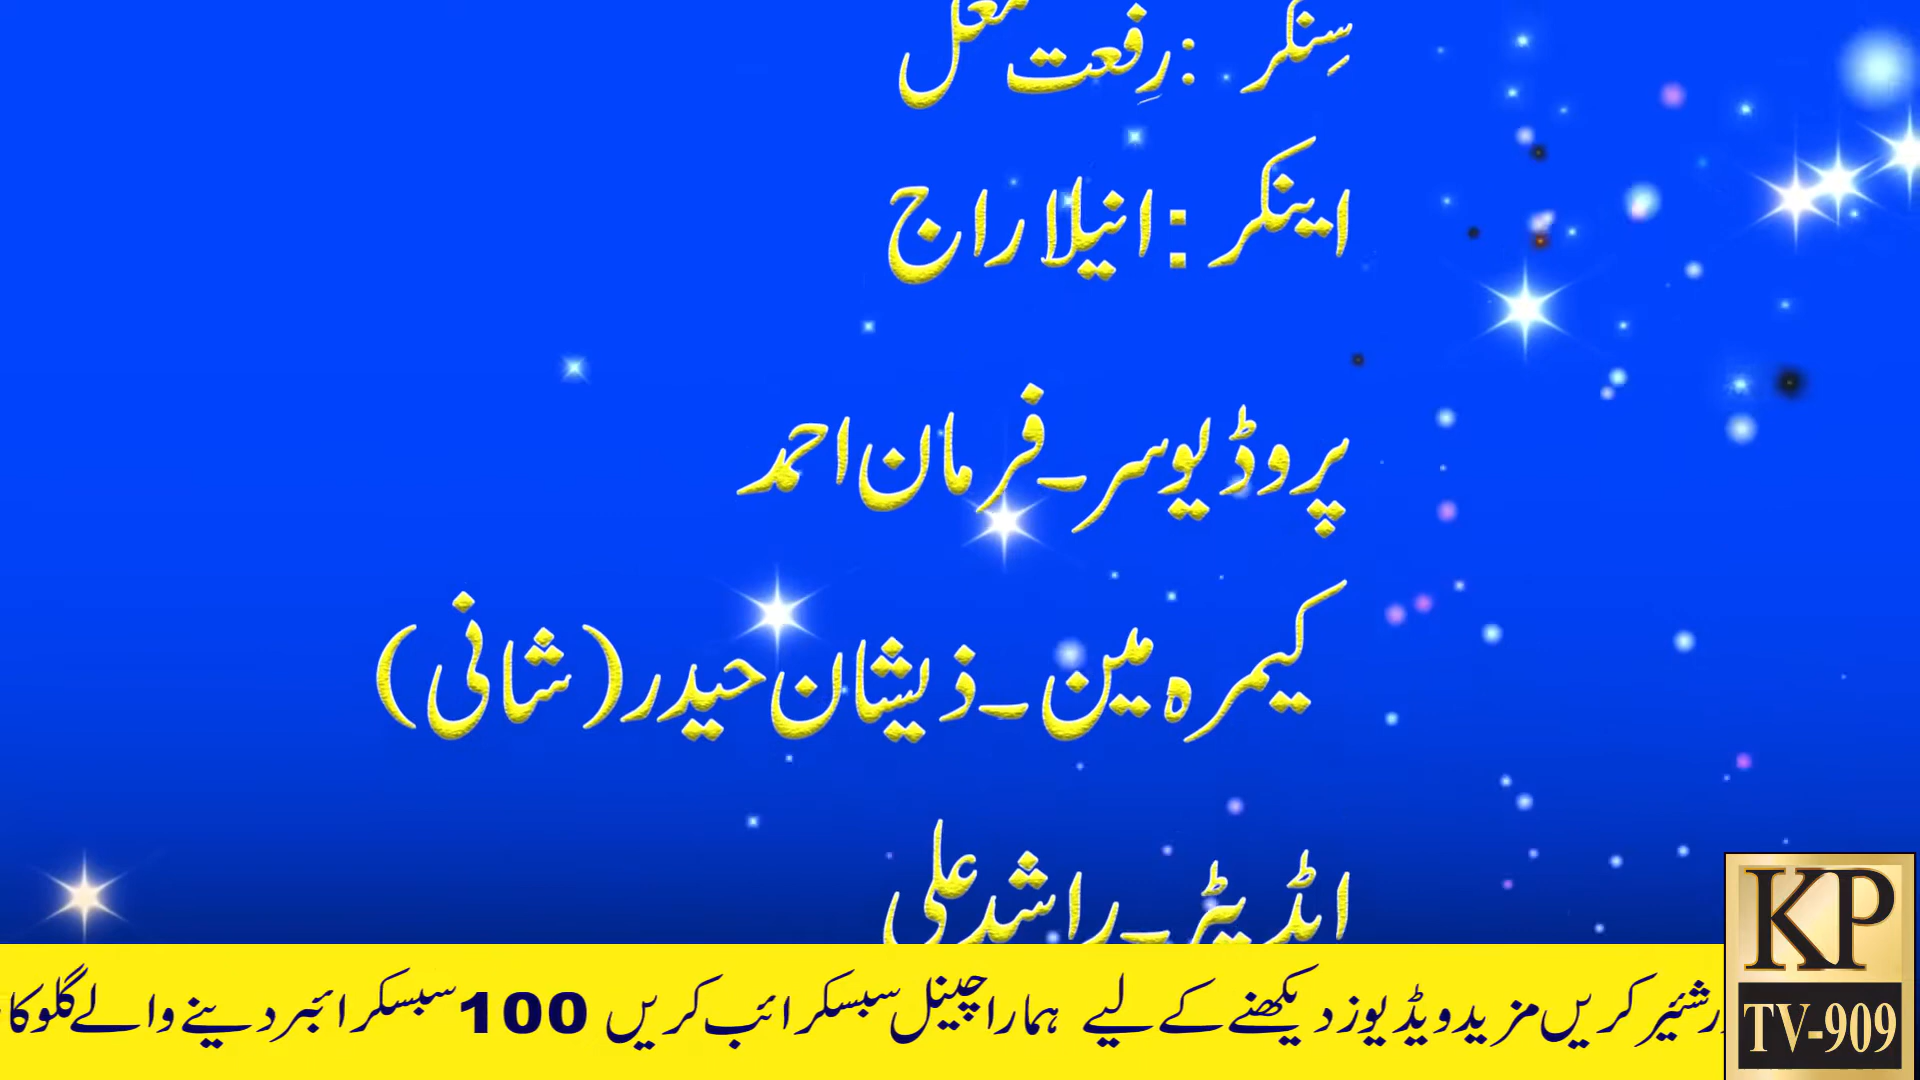 سِنگر : رِفعت مغل
اینکر : انیلا راج
پروڈیوسر۔فرمان احمد
کیمرہ مین۔ذیشان حیدر(شانی)
اڈیٹر۔راشد علی
رشئیر کریں مزید ویڈیوز دیکھنے کے لیے ہمارا چینل سبسکرائب کریں 100 سبسکرائبر دینے والے گلوکا
KP
TV-909